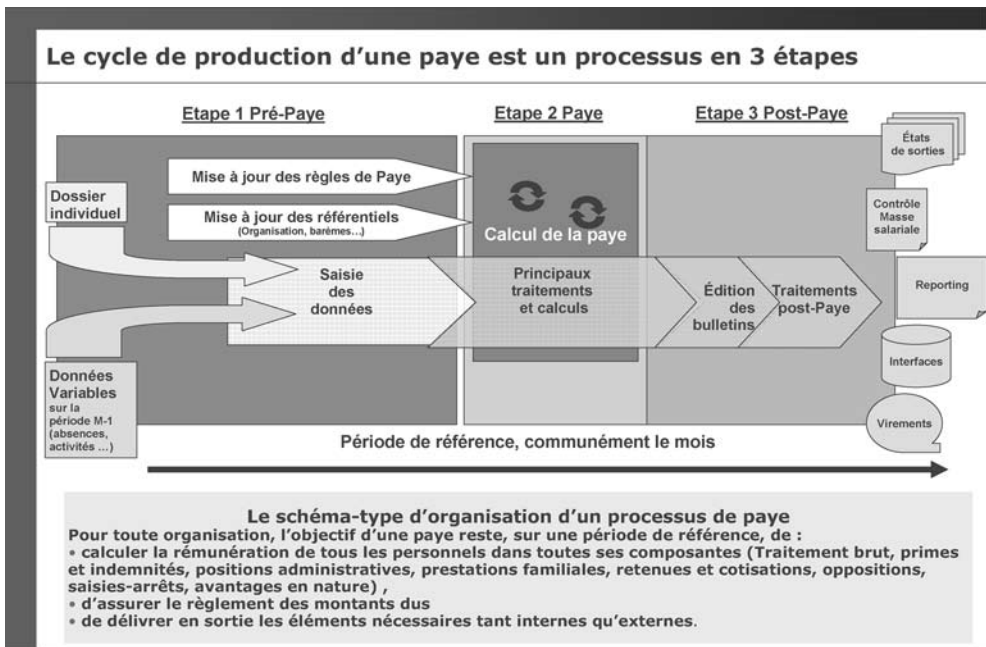 Le cycle de production d'une paye est un processus en 3 étapes
Etape 1 Pré-Paye
Etape 2 Paye
Etape 3 Post-Paye
États
de sorties
Mise à jour des règles de Paye
Dossier
individuel
Mise à jour des référentiels
(Organisation, barèmes...)
Calcul de la paye
Contrôle
Masse
salariale
Saisie
des
données
Principaux
traitements
et calculs
Édition
des
bulletins
Traitements
post-Paye
Reporting
Interfaces
Données
Variables
sur la
période M-1
(absences,
activités ...)
Virements
Période de référence, communément le mois
Le schéma-type d'organisation d'un processus de paye
Pour toute organisation, l'objectif d'une paye reste, sur une période de référence, de :
• calculer la rémunération de tous les personnels dans toutes ses composantes (Traitement brut, primes
et indemnités, positions administratives, prestations familiales, retenues et cotisations, oppositions,
saisies-arrêts, avantages en nature) ,
• d'assurer le règlement des montants dus
• de délivrer en sortie les éléments nécessaires tant internes qu'externes.